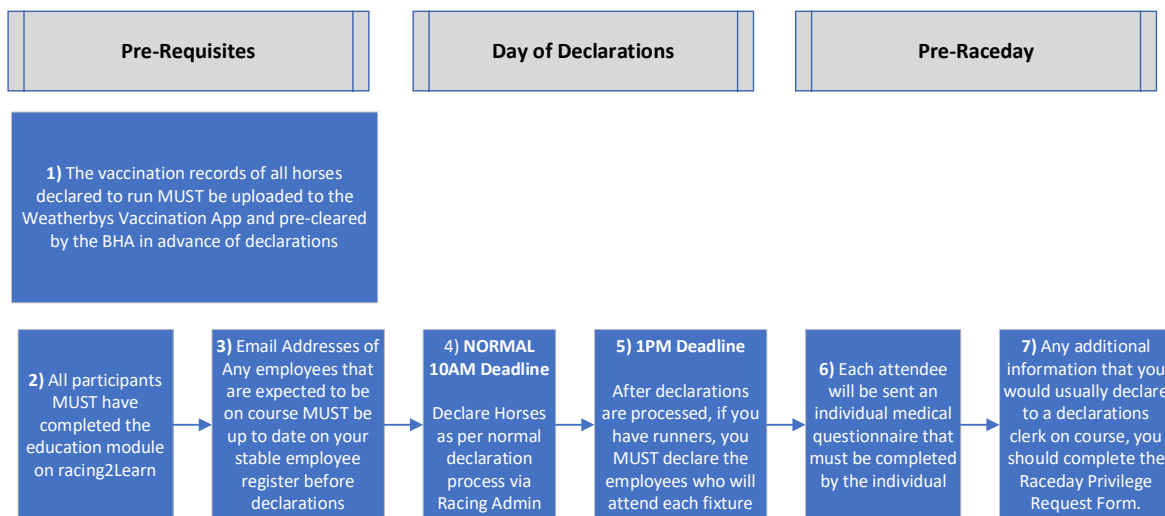 Pre-Requisites
Day of Declarations
Pre-Raceday
1) The vaccination records of all horses
declared to run MUST be uploaded to the
Weatherbys Vaccination App and pre-cleared
by the BHA in advance of declarations
2) All participants
MUST have
completed the
education module
on racing2Learn
3) Email Addresses of
Any employees that
are expected to be
on course MUST be
up to date on your
stable employee
register before
declarations
4) NORMAL
10AM Deadline
Declare Horses
as per normal
declaration
process via
Racing Admin
5) 1PM Deadline
After declarations
are processed, if you
have runners, you
MUST declare the
employees who will
attend each fixture
6) Each attendee
will be sent an
individual medical
questionnaire that
must be completed
by the individual
7) Any additional
information that you
would usually declare
to a declarations
clerk on course, you
should complete the
Raceday Privilege
Request Form.